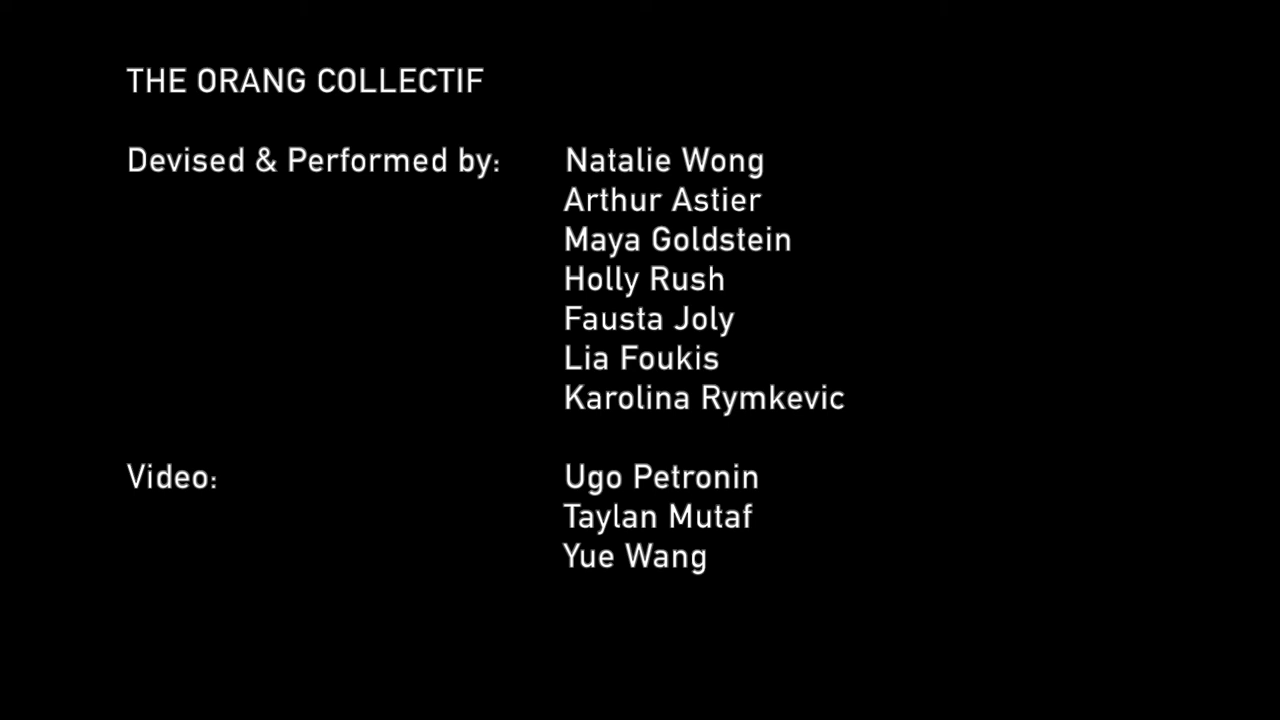 THE ORANG COLLECTIF
Devised & Performed by: Natalie Wong
Arthur Astier
Maya Goldstein
Holly Rush
Fausta Joly
Lia Foukis
Karolina Rymkevic
Video: Ugo Petronin
Taylan Mutaf
Yue Wang